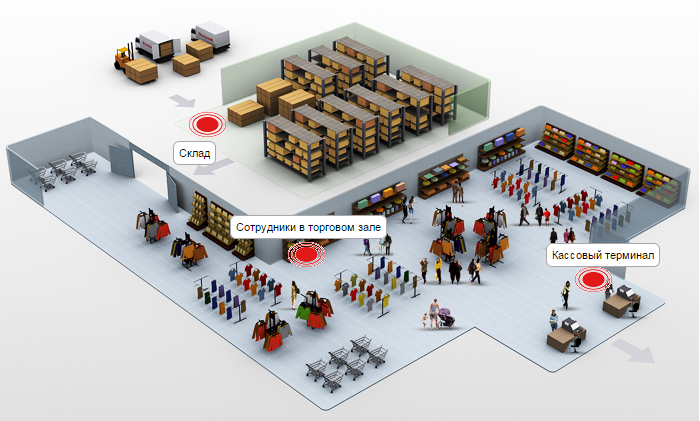 Склад
Сотрудники в торговом зале
Кассовый терминал